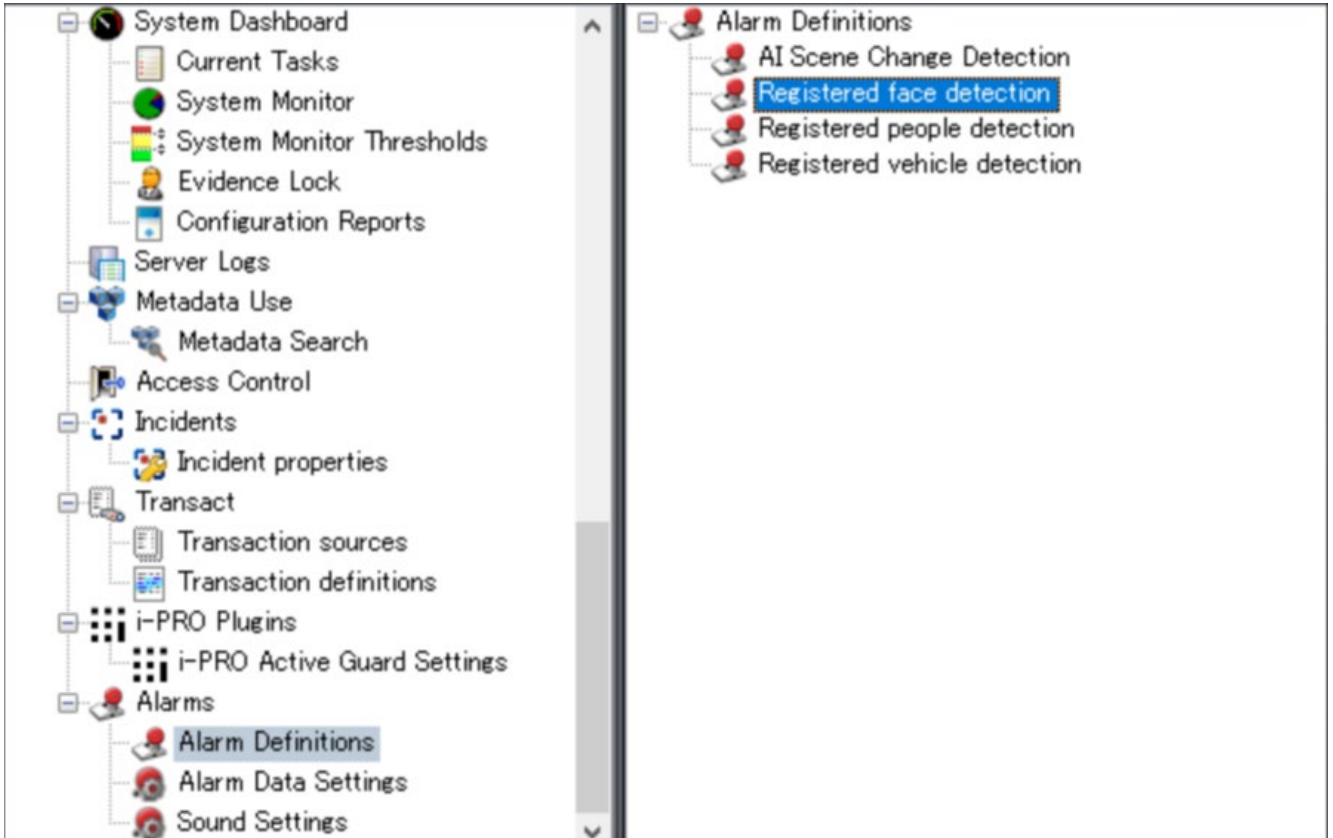 System Dashboard
Current Tasks
System Monitor
System Monitor Thresholds
Evidence Lock
Configuration Reports
Server Logs
Metadata Use
Metadata Search
Access Control
Incidents
Incident properties
Transact
Transaction sources
Transaction definitions
i-PRO Plugins
i-PRO Active Guard Settings
Alarms
Alarm Definitions
Alarm Data Settings
Sound Settings
Alarm Definitions
AI Scene Change Detection
Registered face detection
Registered people detection
Registered vehicle detection